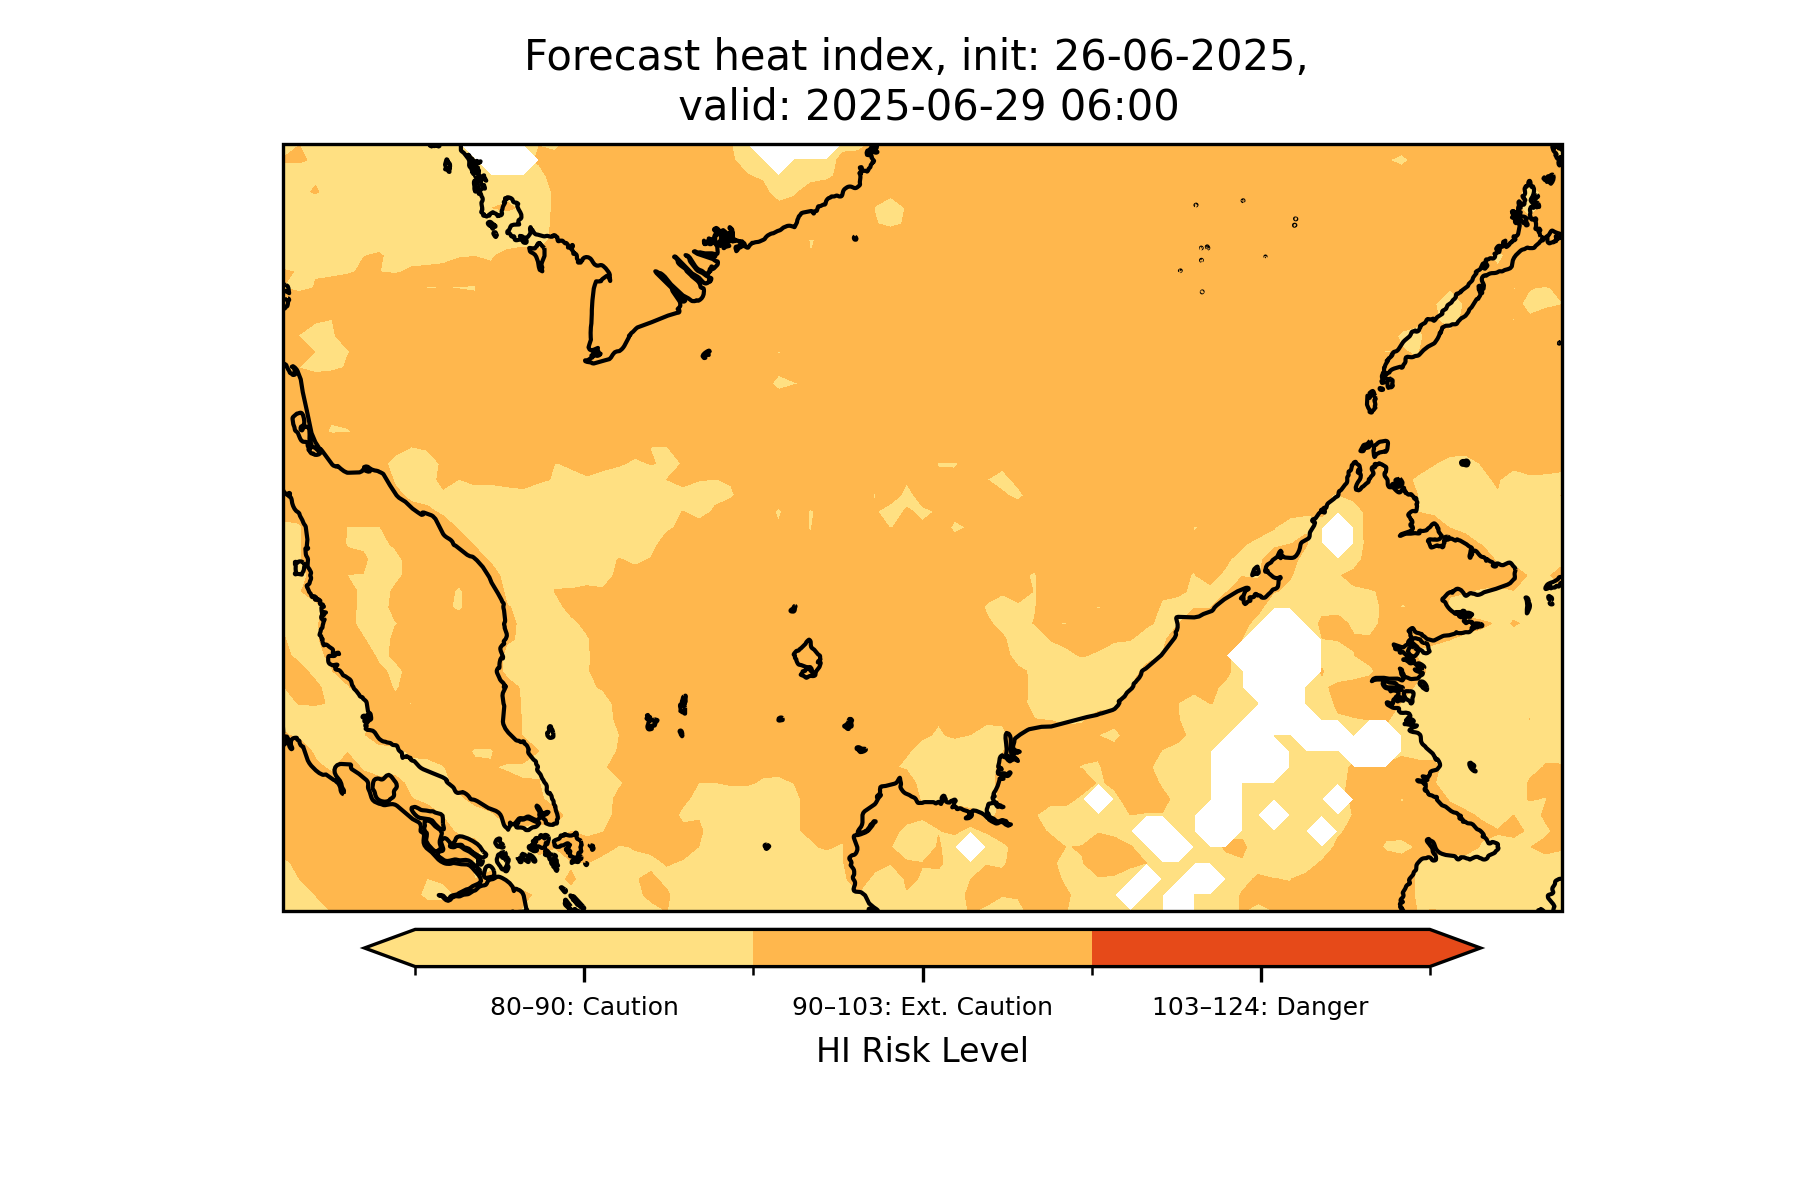 Forecast heat index, init: 26-06-2025,
valid: 2025-06-29 06:00
80–90: Caution
90–103: Ext. Caution
103–124: Danger
HI Risk Level